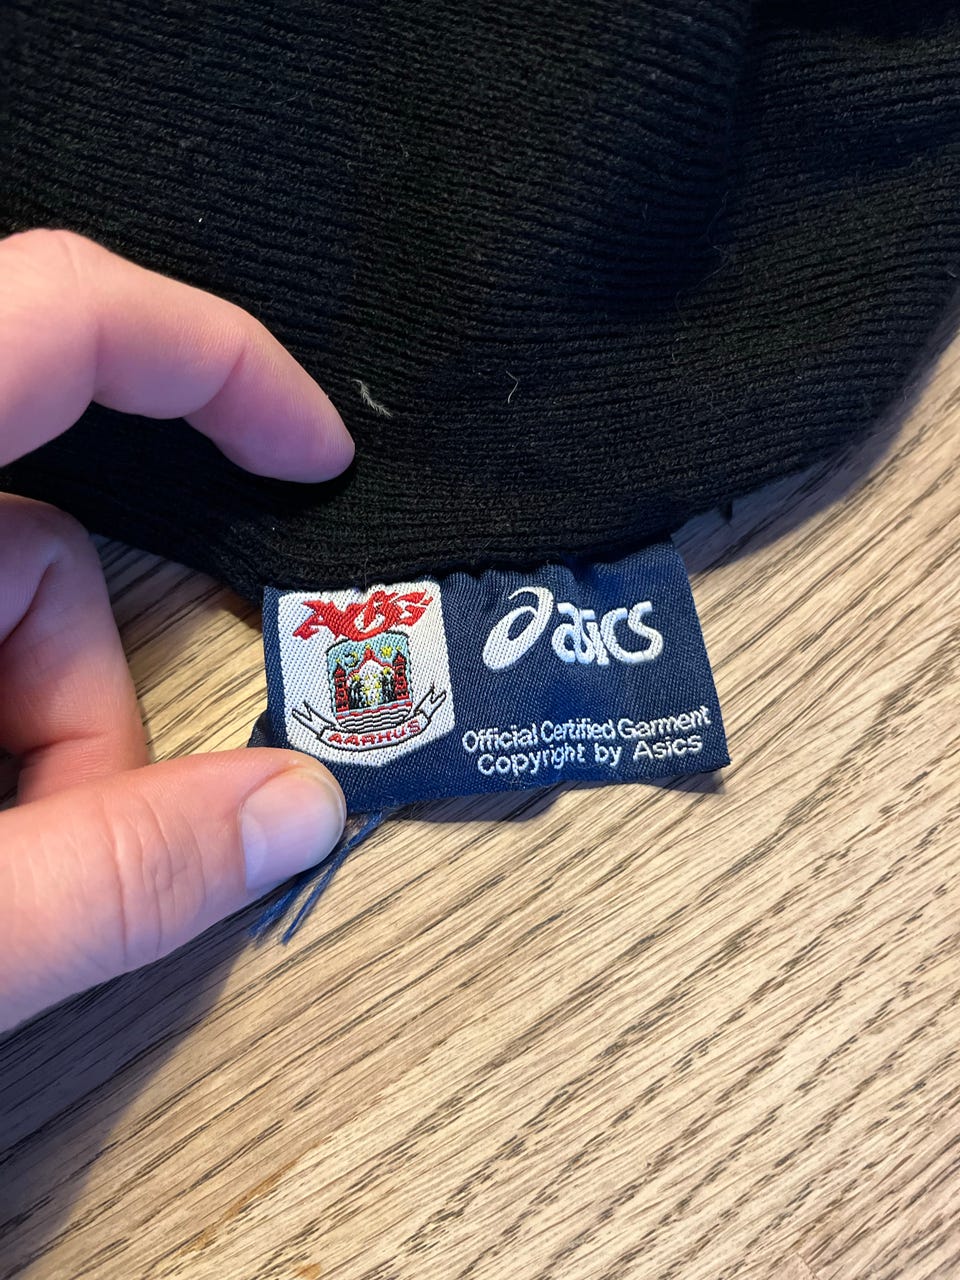 AGF
AARHUS
asics
Official Certified Garment
Copyright by Asics